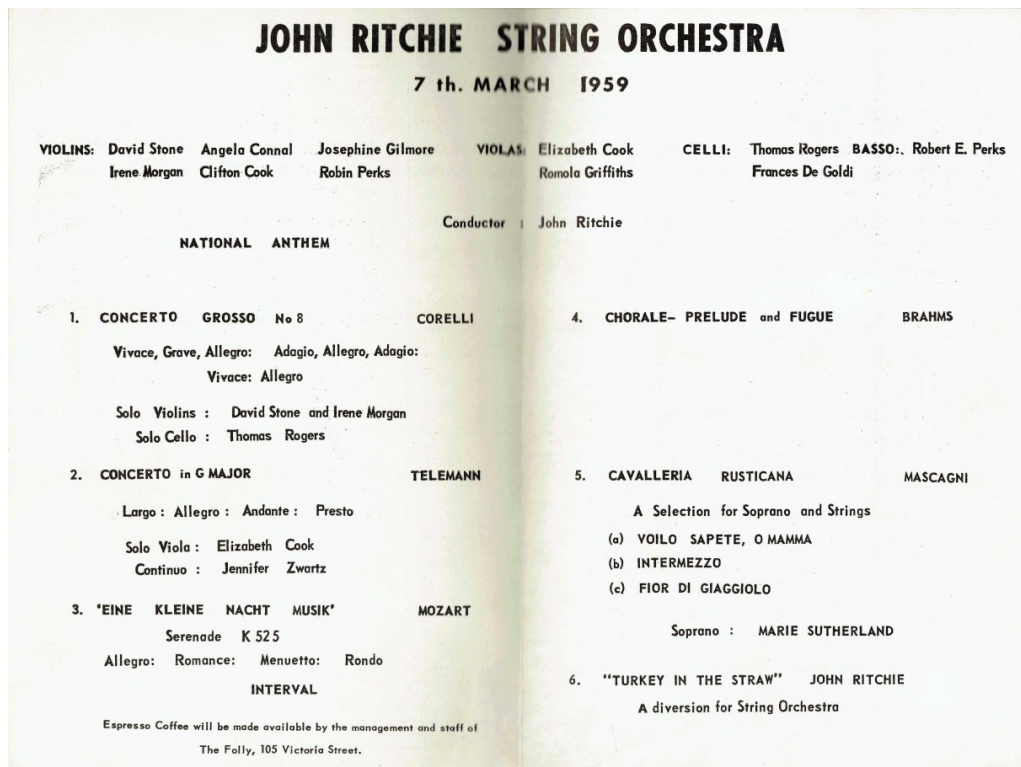 JOHN RITCHIE STRING ORCHESTRA
7 th. MARCH 1959
VIOLINS: David Stone Angela Connal Josephine Gilmore VIOLAS: Elizabeth Cook CELLI: Thomas Rogers BASSO:. Robert E. Perks
Irene Morgan Clifton Cook Robin Perks Romola Griffiths Frances De Goldi
Conductor : John Ritchie
NATIONAL ANTHEM
1. CONCERTO GROSSO No 8 CORELLI
Vivace, Grave, Allegro: Adagio, Allegro, Adagio:
Vivace: Allegro
Solo Violins : David Stone and Irene Morgan
Solo Cello : Thomas Rogers
2. CONCERTO in G MAJOR TELEMANN
Largo : Allegro : Andante : Presto
Solo Viola : Elizabeth Cook
Continuo : Jennifer Zwartz
3. 'EINE KLEINE NACHT MUSIK' MOZART
Serenade K 525
Allegro: Romance: Menuetto: Rondo
INTERVAL
Espresso Coffee will be made available by the management and staff of
The Folly, 105 Victoria Street.
4. CHORALE- PRELUDE and FUGUE BRAHMS
5. CAVALLERIA RUSTICANA MASCAGNI
A Selection for Soprano and Strings
(a) VOILO SAPETE, O MAMMA
(b) INTERMEZZO
(c) FIOR DI GIAGGIOLO
Soprano : MARIE SUTHERLAND
6. "TURKEY IN THE STRAW" JOHN RITCHIE
A diversion for String Orchestra